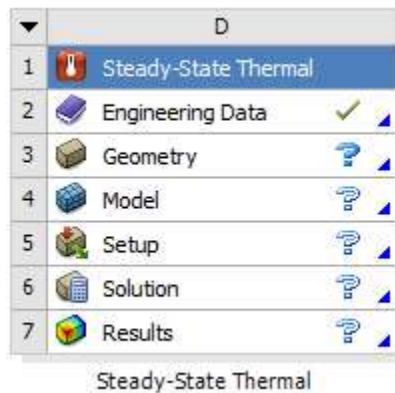 D
1 Steady-State Thermal
2 Engineering Data
3 Geometry ?
4 Model ?
5 Setup ?
6 Solution ?
7 Results ?
Steady-State Thermal